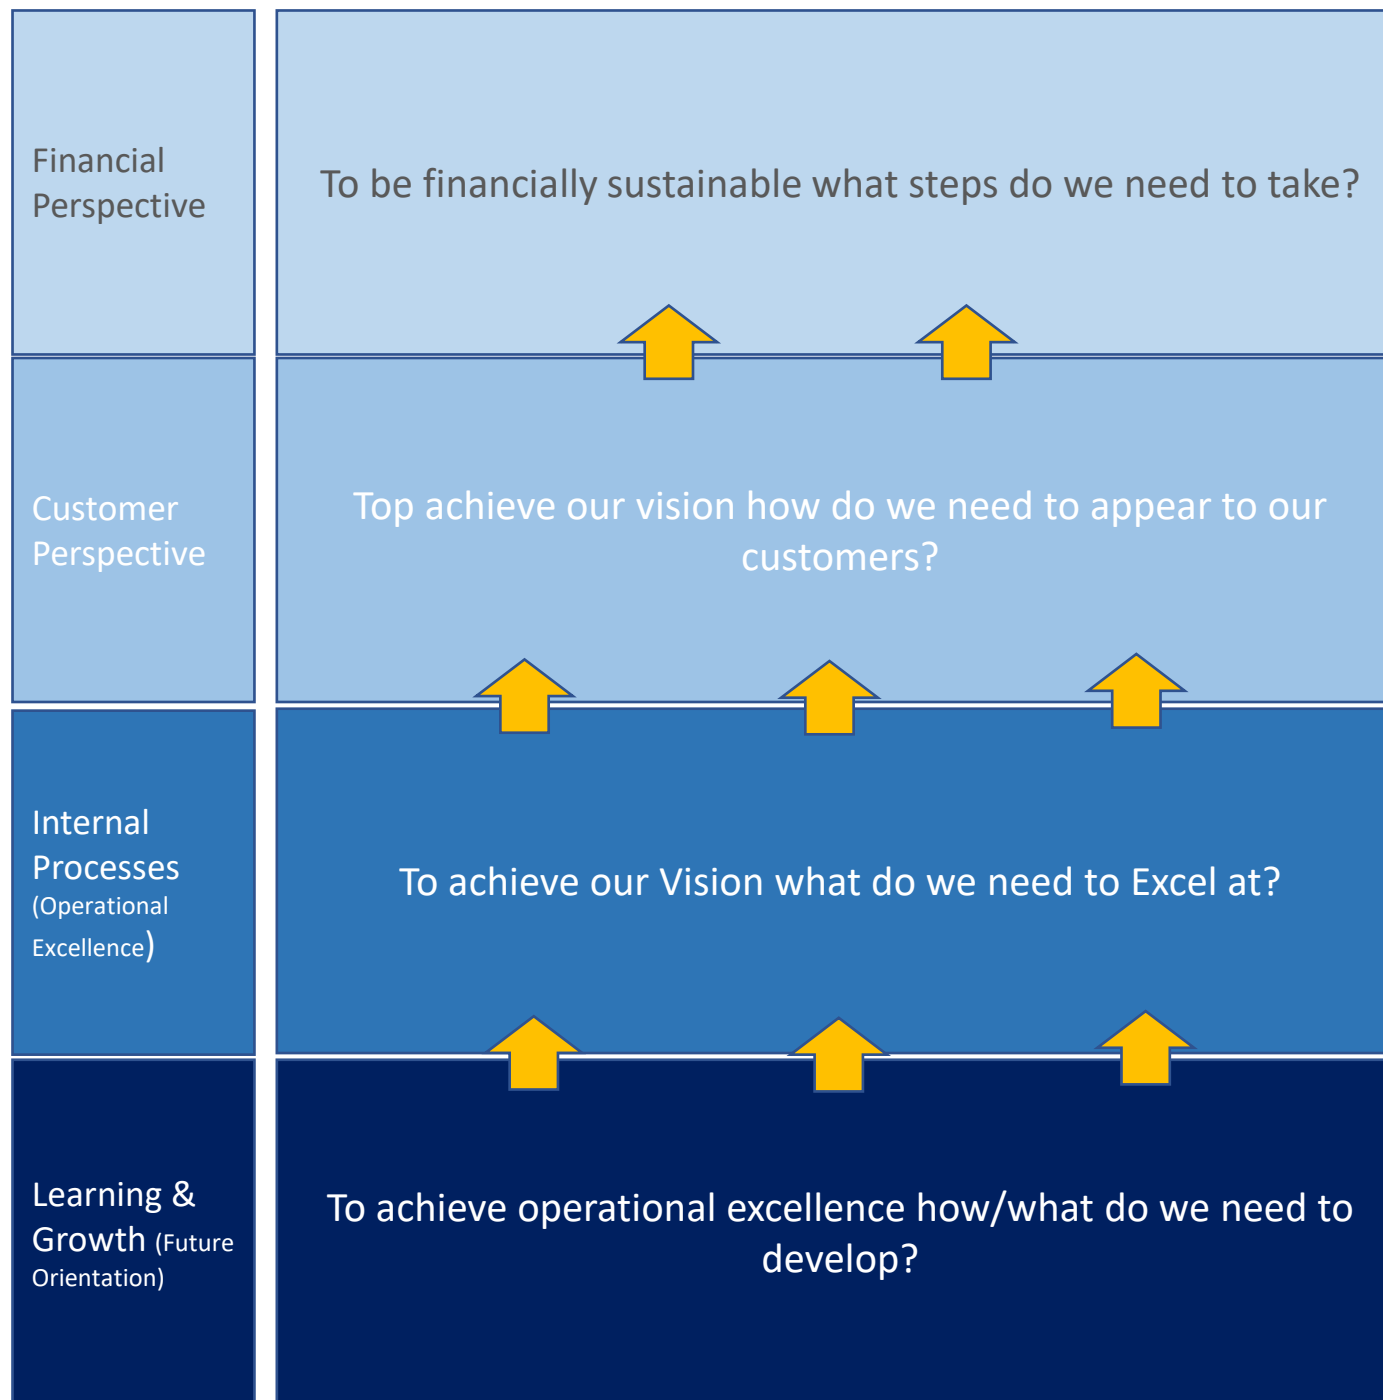 Financial
Perspective
To be financially sustainable what steps do we need to take?
Customer
Perspective
Top achieve our vision how do we need to appear to our
customers?
Internal
Processes
(Operational
Excellence)
To achieve our Vision what do we need to Excel at?
Learning &
Growth (Future
Orientation)
To achieve operational excellence how/what do we need to
develop?